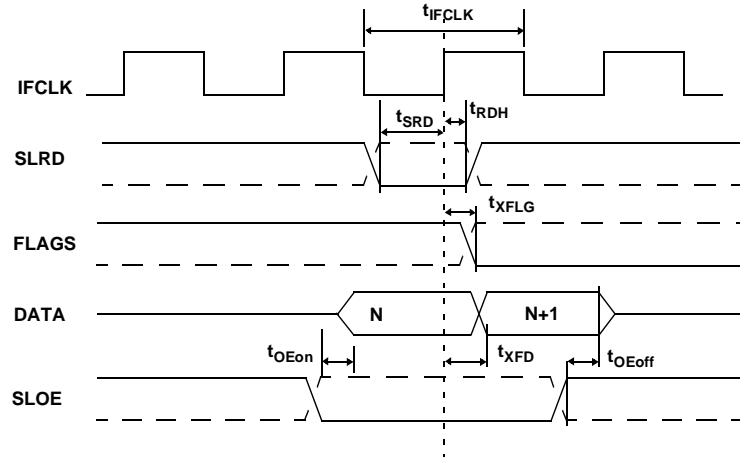 tIFCLK
IFCLK
tSRD
tRDH
SLRD
tXFLG
FLAGS
DATA
N
N+1
tOEon
tXFD
tOEoff
SLOE